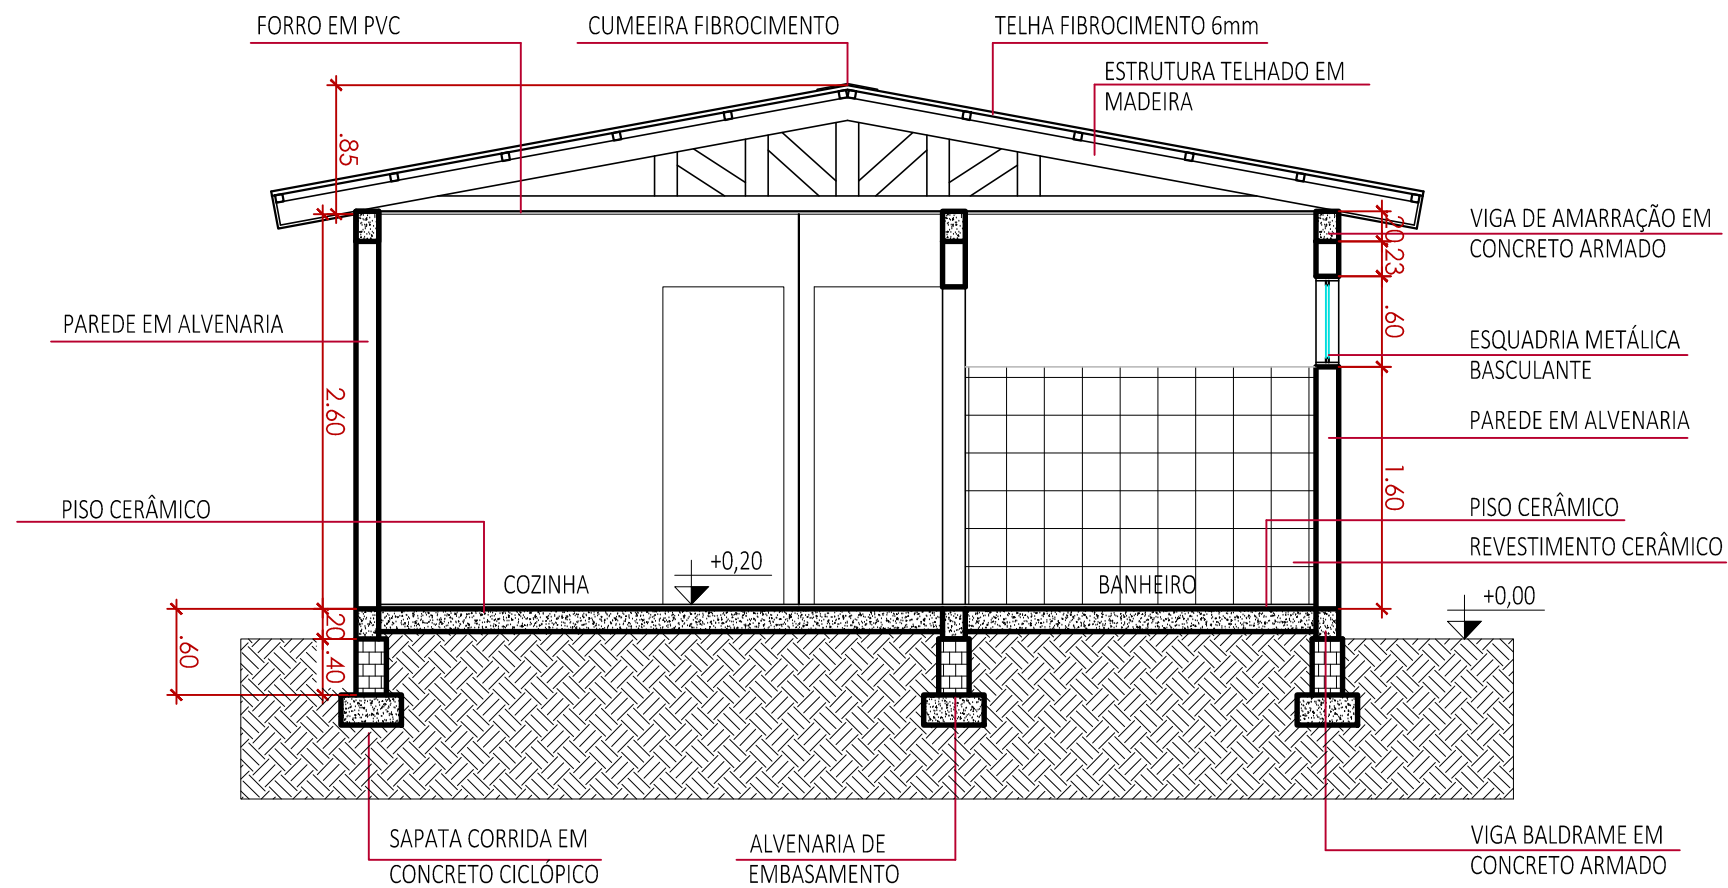 FORRO EM PVC
CUMEEIRA FIBROCIMENTO
TELHA FIBROCIMENTO 6mm
ESTRUTURA TELHADO EM
MADEIRA
.85
VIGA DE AMARRAÇÃO EM
CONCRETO ARMADO
.20
.23
PAREDE EM ALVENARIA
.60
ESQUADRIA METÁLICA
BASCULANTE
2.60
PAREDE EM ALVENARIA
1.60
PISO CERÂMICO
PISO CERÂMICO
REVESTIMENTO CERÂMICO
+0,20
COZINHA
BANHEIRO
+0,00
.20
.60
.40
SAPATA CORRIDA EM
CONCRETO CICLÓPICO
ALVENARIA DE
EMBASAMENTO
VIGA BALDRAME EM
CONCRETO ARMADO